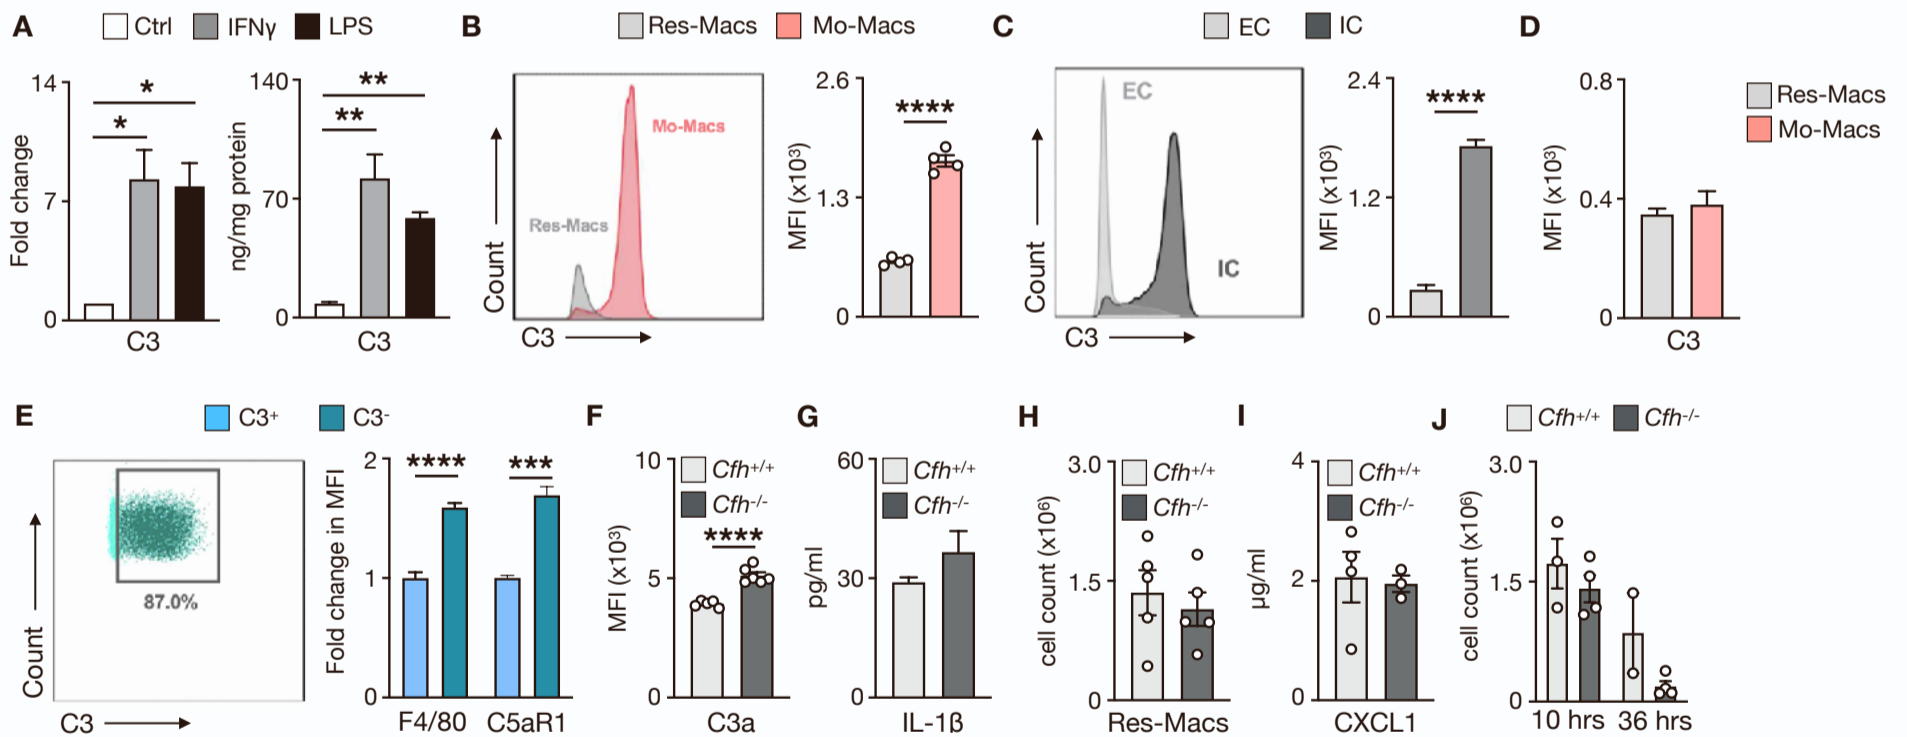 A
Ctrl IFNγ LPS
14
7
0
Fold change
*
*
C3
140
70
0
ng/mg protein
**
**
C3
B
Res-Macs Mo-Macs
Mo-Macs
Res-Macs
Count
C3
2.6
1.3
0
MFI (x10³)
****
C
EC IC
EC
IC
Count
C3
2.4
1.2
0
MFI (x10³)
****
D
0.8
0.4
0
MFI (x10³)
C3
Res-Macs
Mo-Macs
E
C3⁺ C3⁻
87.0%
Count
C3
2
1
0
Fold change in MFI
**** ***
F4/80 C5aR1
F
10
5
0
MFI (x10³)
Cfh⁺/⁺
Cfh⁻/⁻
****
C3a
G
60
30
0
pg/ml
Cfh⁺/⁺
Cfh⁻/⁻
IL-1ß
H
3.0
1.5
0
cell count (x10⁶)
Cfh⁺/⁺
Cfh⁻/⁻
Res-Macs
I
4
2
0
µg/ml
Cfh⁺/⁺
Cfh⁻/⁻
CXCL1
J
Cfh⁺/⁺ Cfh⁻/⁻
3.0
1.5
0
cell count (x10⁶)
10 hrs 36 hrs